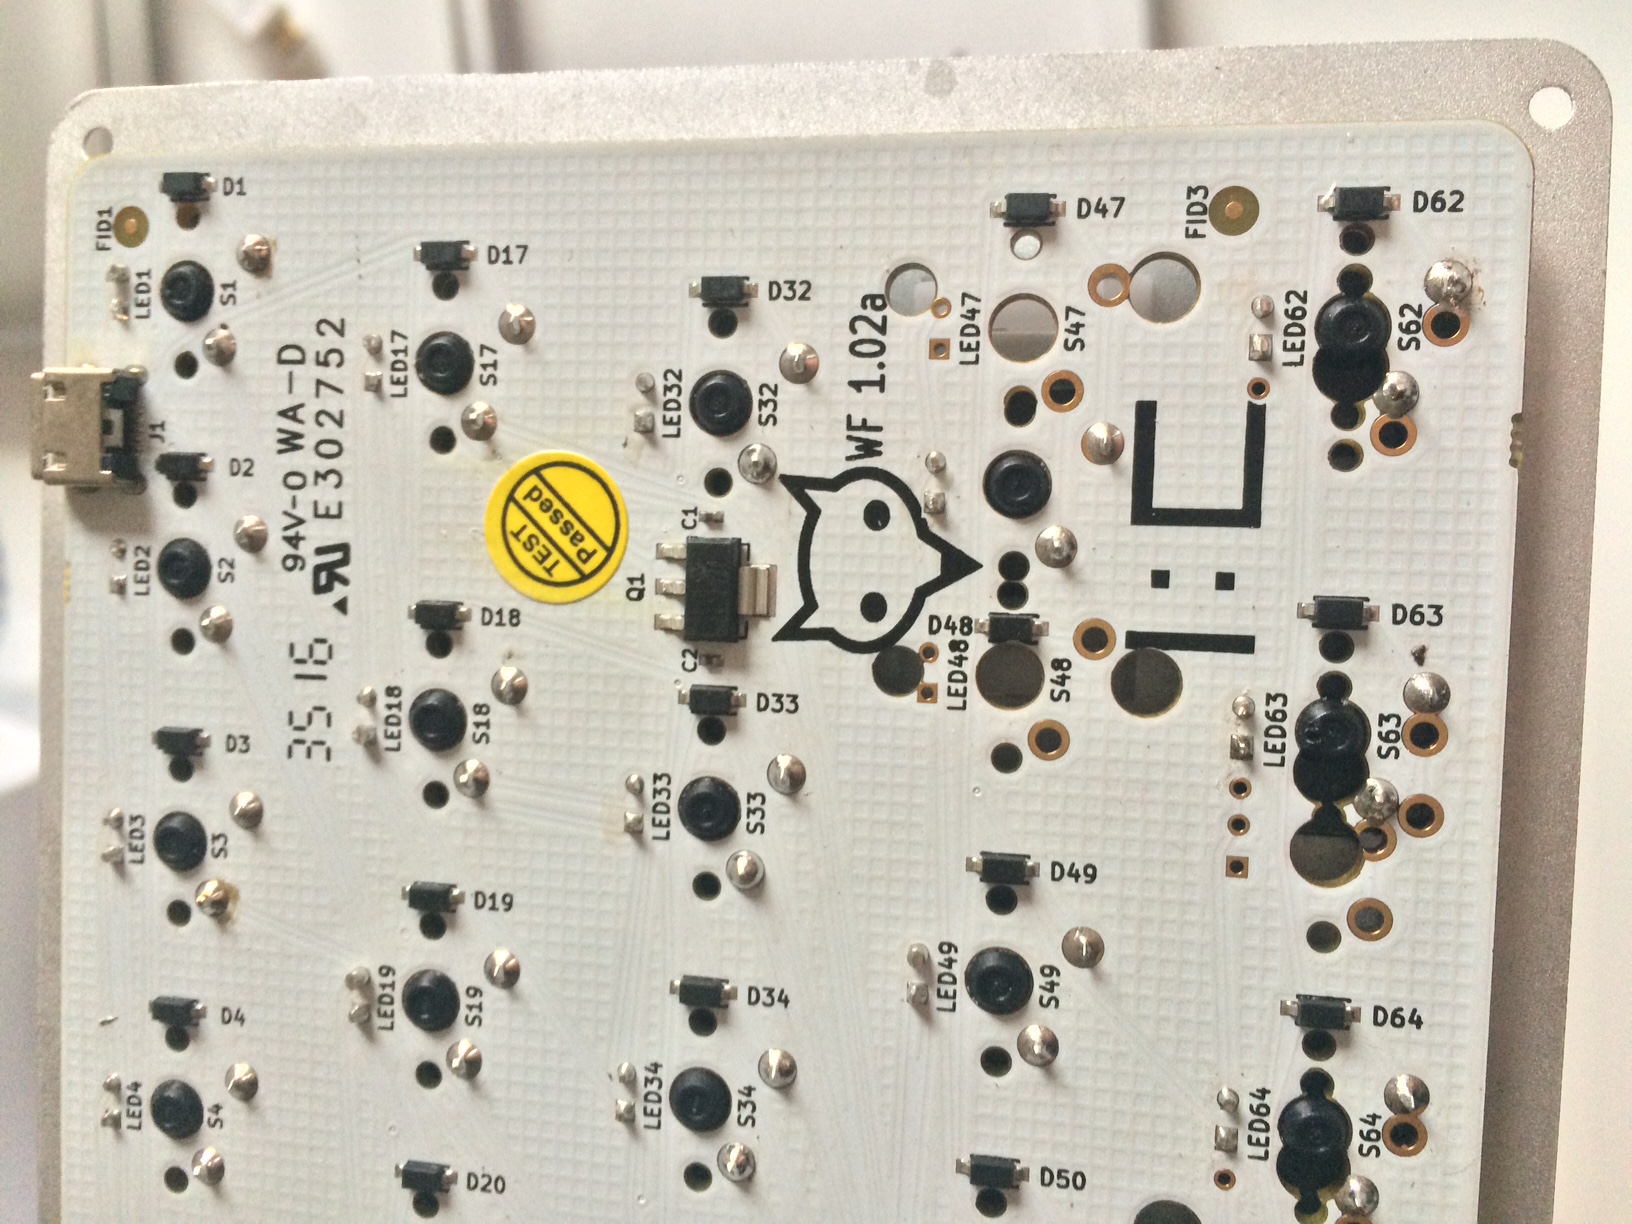 FID1
LED4 LED3 LED2 LED1
J1
S4 S3 S2 S1
D4 D3 D2 D1
3516 94V-0 WA-D
RU E302752
LED19 LED18 LED17
S19 S18 S17
D20 D19 D18 D17
TEST
Passed
Q1
LED34 LED33 LED32
C2 C1
S34 S33 S32
D34 D33 D32
WF 1.02a
LED49 LED48 D48 LED47
S49 S48 S47
D50 D49 D47
1:C
FID3
LED64 LED63 LED62
S64 S63 S62
D64 D63 D62